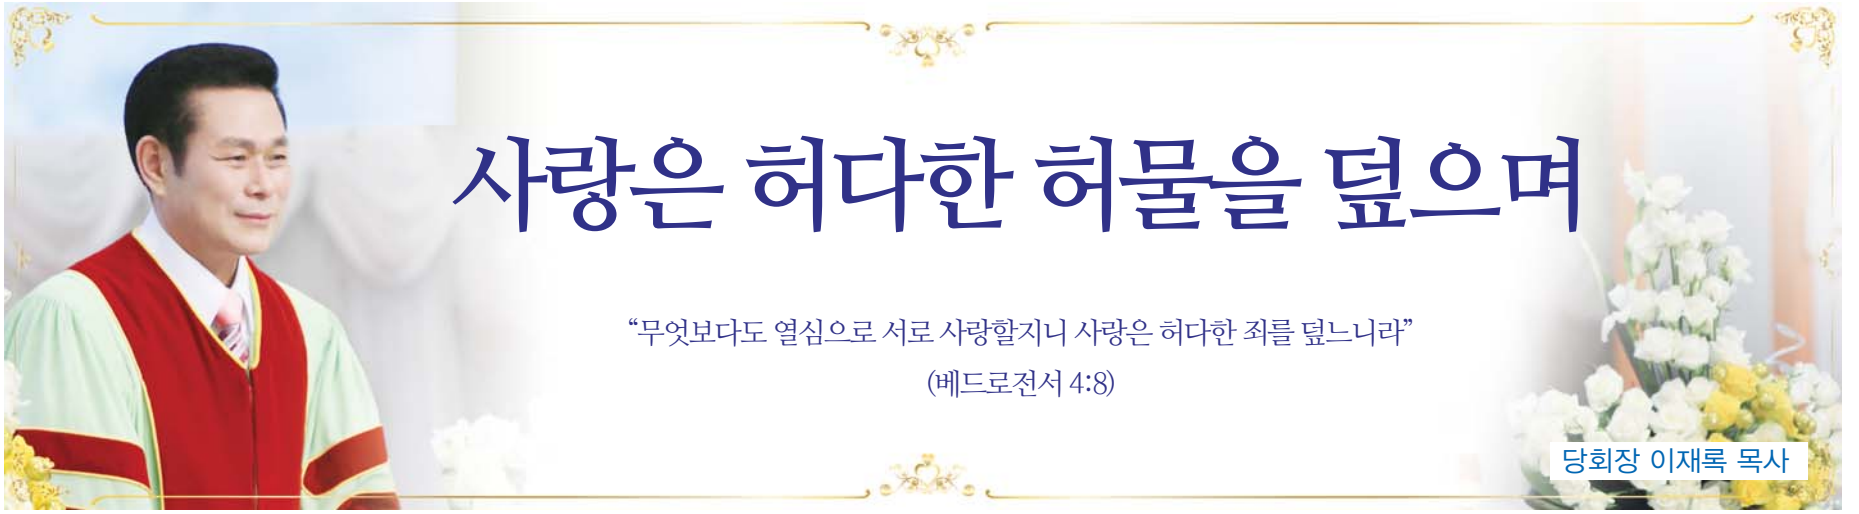 사랑은 허다한 허물을 덮으며
“무엇보다도 열심으로 서로 사랑할지니 사랑은 허다한 죄를 덮느니라”
(베드로전서 4:8)
당회장 이재록 목사